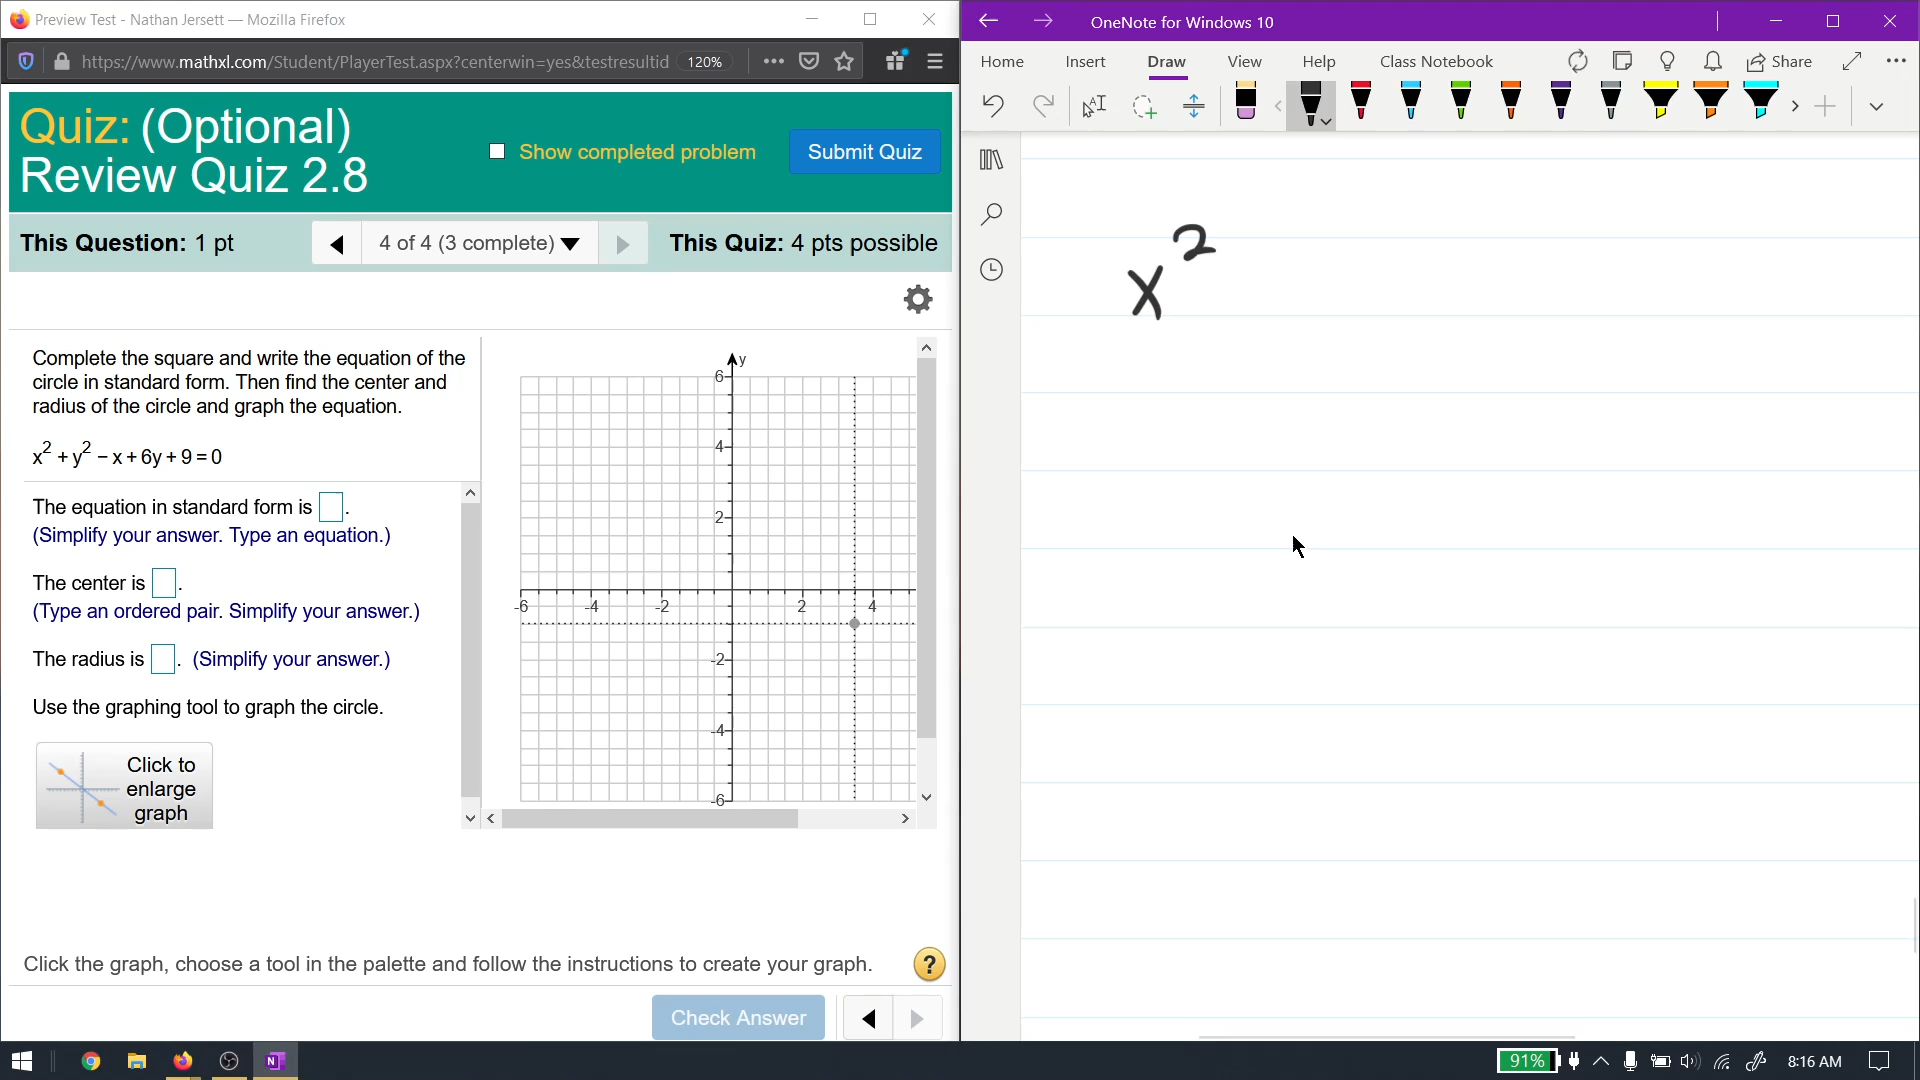 Preview Test - Nathan Jersett — Mozilla Firefox
https://www.mathxl.com/Student/PlayerTest.aspx?centerwin=yes&testresultid
120%
Quiz: (Optional)
Review Quiz 2.8
Show completed problem
Submit Quiz
This Question: 1 pt
4 of 4 (3 complete)
This Quiz: 4 pts possible
Complete the square and write the equation of the
circle in standard form. Then find the center and
radius of the circle and graph the equation.
x² + y² − x + 6y + 9 = 0
The equation in standard form is .
(Simplify your answer. Type an equation.)
The center is .
(Type an ordered pair. Simplify your answer.)
The radius is . (Simplify your answer.)
Use the graphing tool to graph the circle.
Click to
enlarge
graph
y
6
4
2
-6 -4 -2 2 4
-2
-4
-6
Click the graph, choose a tool in the palette and follow the instructions to create your graph.
?
Check Answer
OneNote for Windows 10
Home Insert Draw View Help Class Notebook Share
x²
91%
8:16 AM